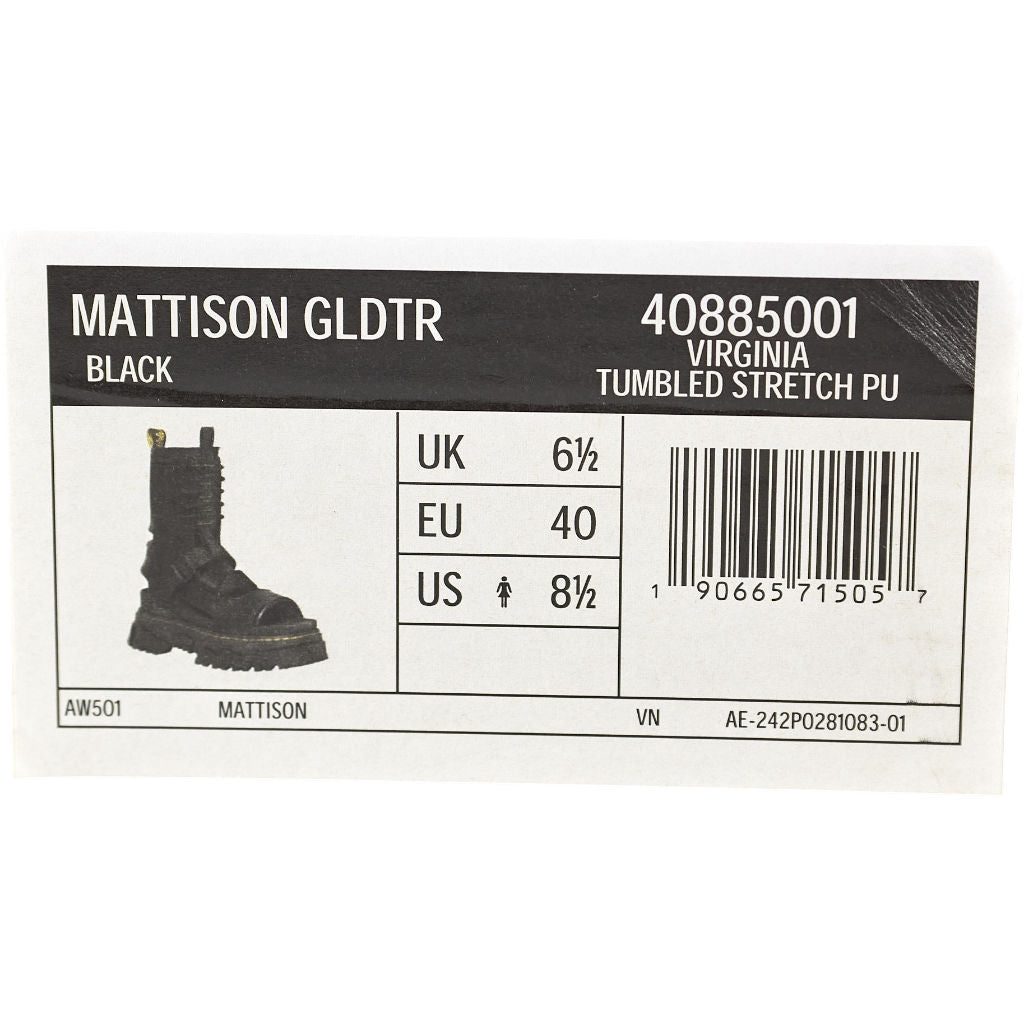 MATTISON GLDTR
BLACK
40885001
VIRGINIA
TUMBLED STRETCH PU
UK 6½
EU 40
US 8½
1 90665 71505 7
AW501 MATTISON VN AE-242P0281083-01